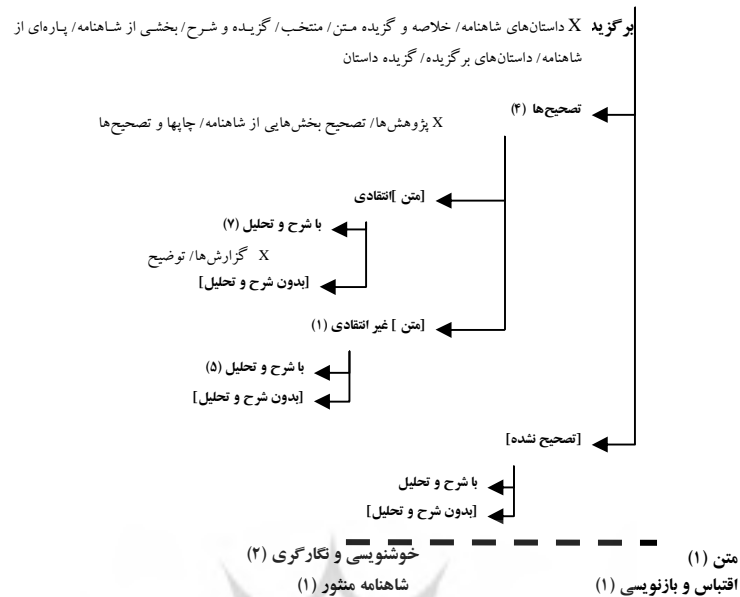 برگزید X داستان‌های شاهنامه/ خلاصه و گزیده متن/ منتخب/ گزیده و شرح/ بخشی از شاهنامه/ پاره‌ای از
شاهنامه/ داستان‌های برگزیده/ گزیده داستان
تصحیح‌ها (۴)
X پژوهش‌ها/ تصحیح بخش‌هایی از شاهنامه/ چاپها و تصحیح‌ها
[متن ]انتقادی
با شرح و تحلیل (۷)
X گزارش‌ها/ توضیح
[بدون شرح و تحلیل]
[متن ] غیر انتقادی (۱)
با شرح و تحلیل (۵)
[بدون شرح و تحلیل]
[تصحیح نشده]
با شرح و تحلیل
[بدون شرح و تحلیل]
متن (۱) خوشنویسی و نگارگری (۲)
اقتباس و بازنویسی (۱) شاهنامه منثور (۱)